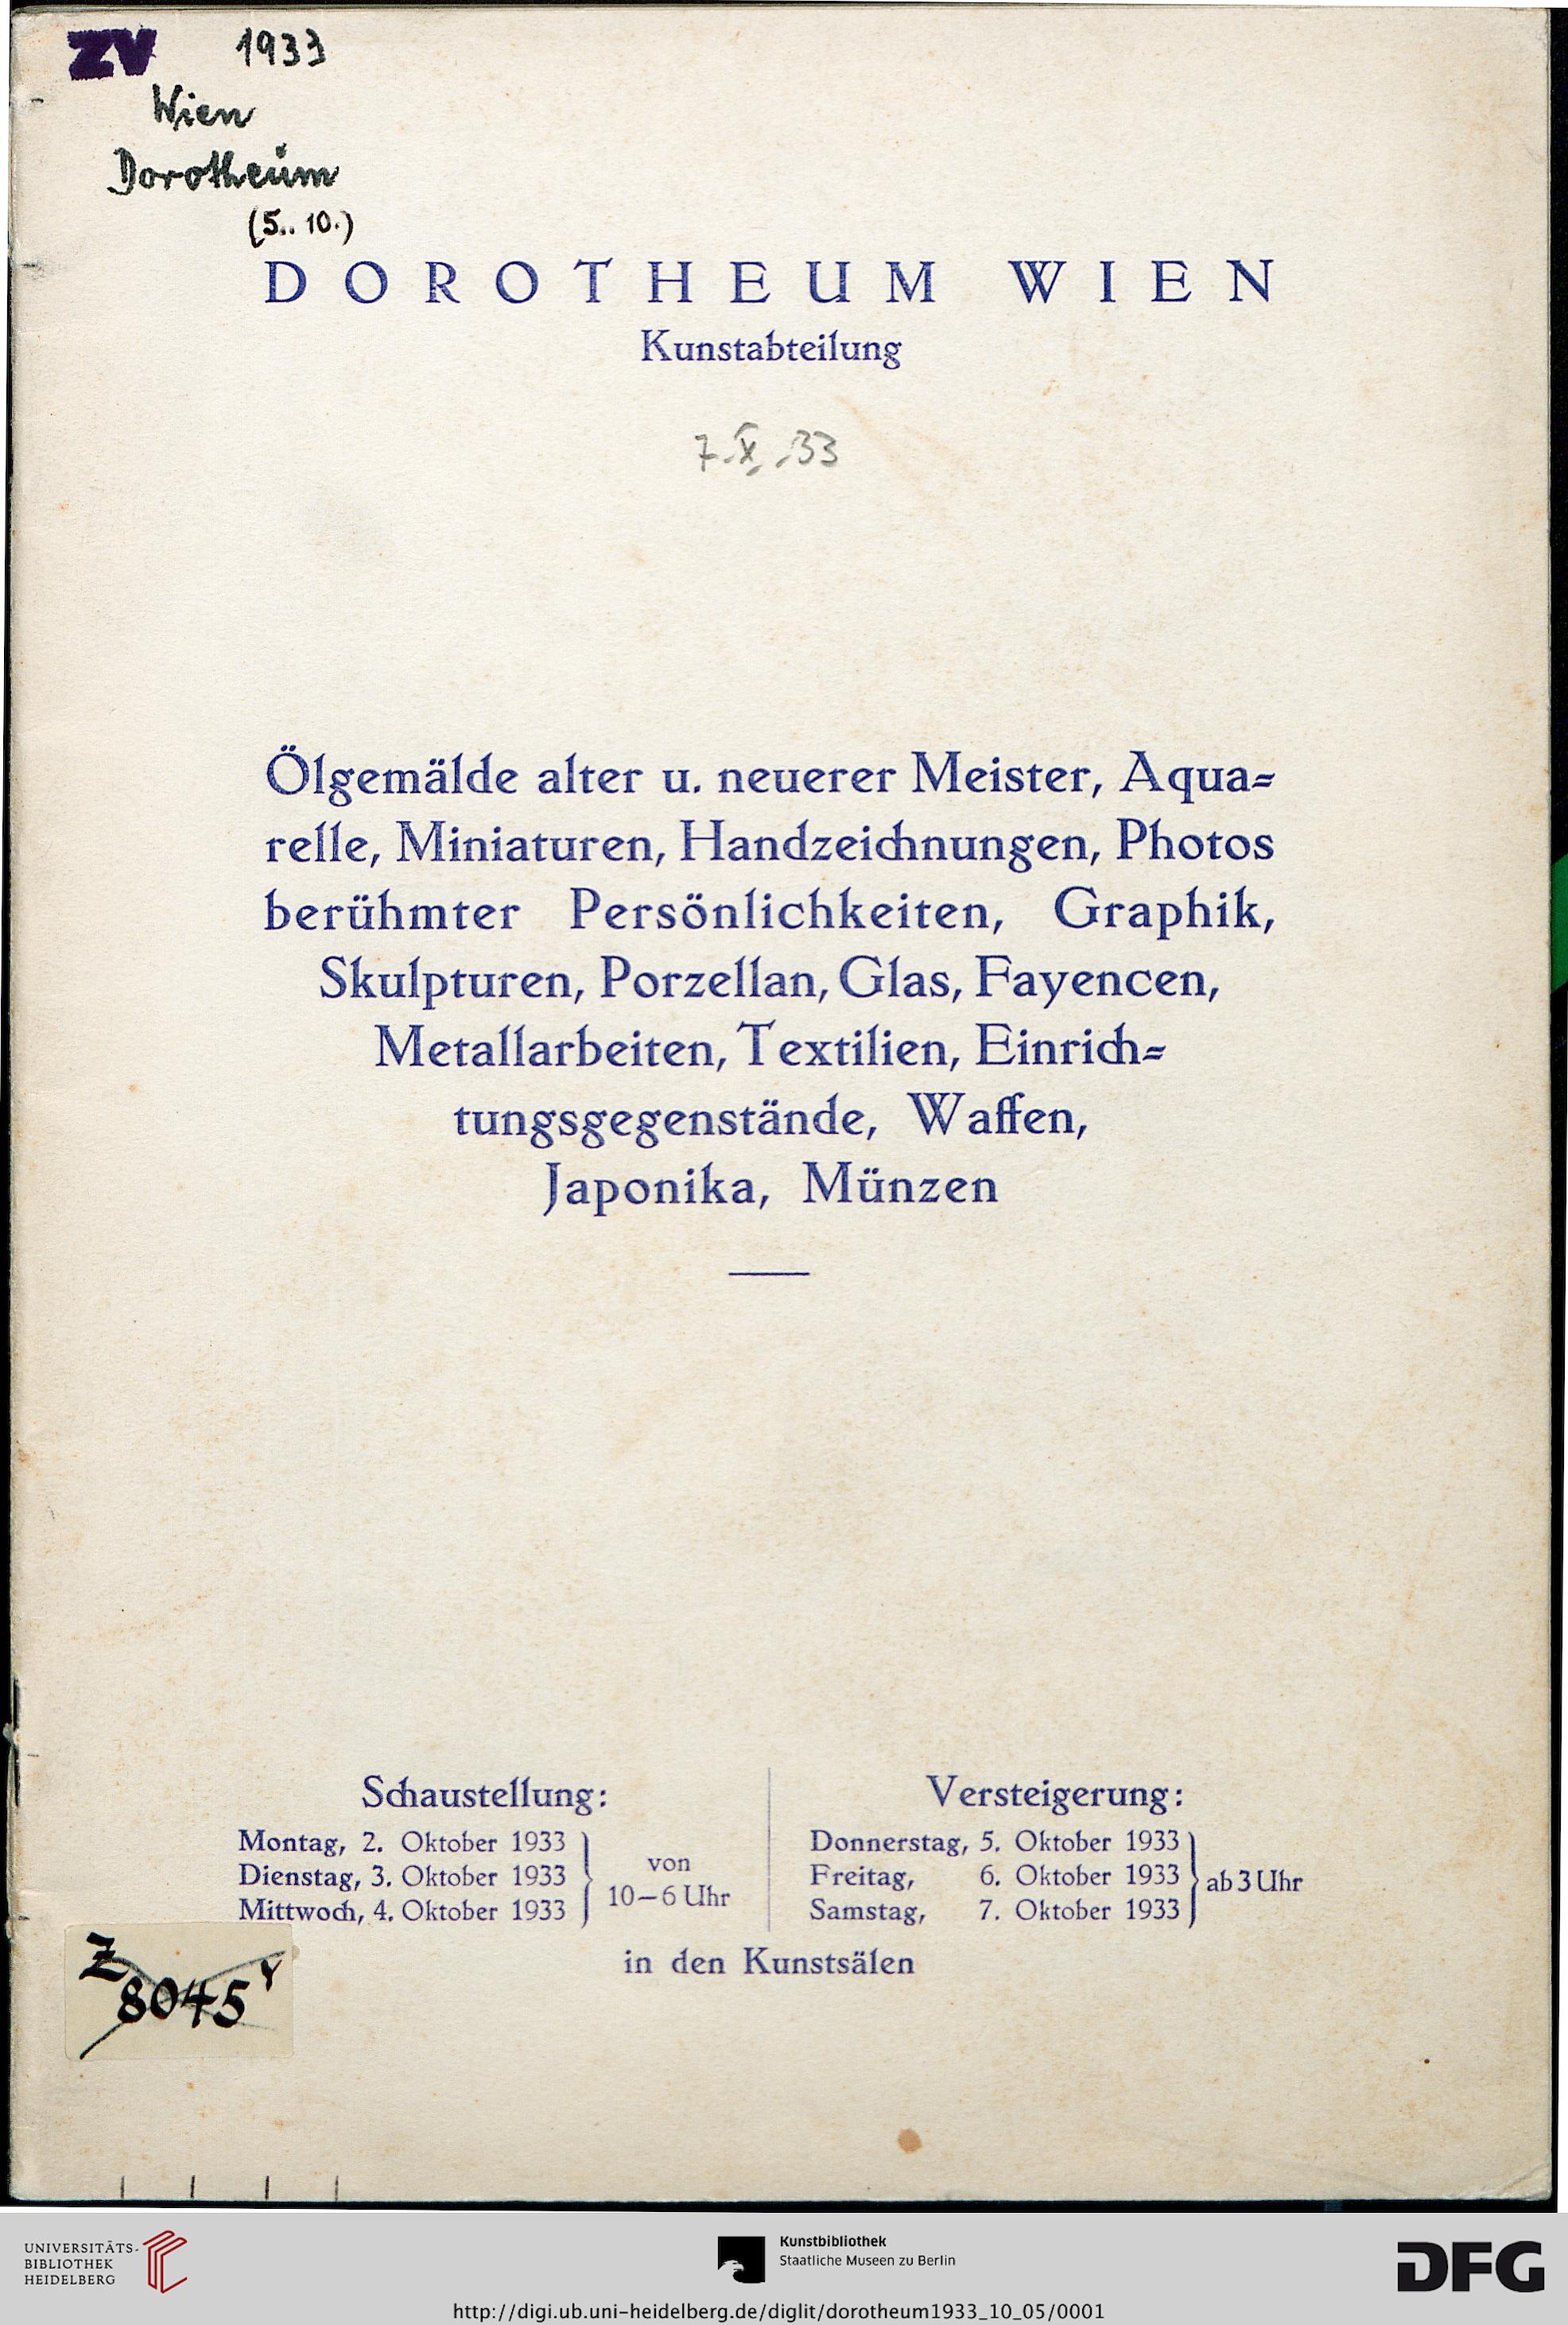 ZV 1933
Wien
Dorotheum
(5.. 10.)
DOROTHEUM WIEN
Kunstabteilung
7.X.33
Ölgemälde alter u. neuerer Meister, Aqua=
relle, Miniaturen, Handzeichnungen, Photos
berühmter Persönlichkeiten, Graphik,
Skulpturen, Porzellan, Glas, Fayencen,
Metallarbeiten, Textilien, Einrich=
tungsgegenstände, Waffen,
Japonika, Münzen
Schaustellung:
Montag, 2. Oktober 1933
Dienstag, 3. Oktober 1933
Mittwoch, 4. Oktober 1933
von
10–6 Uhr
Versteigerung:
Donnerstag, 5. Oktober 1933
Freitag, 6. Oktober 1933
Samstag, 7. Oktober 1933
ab 3 Uhr
in den Kunstsälen
Z
8045
UNIVERSITÄTS-
BIBLIOTHEK
HEIDELBERG
Kunstbibliothek
Staatliche Museen zu Berlin
DFG
http://digi.ub.uni-heidelberg.de/diglit/dorotheum1933_10_05/0001